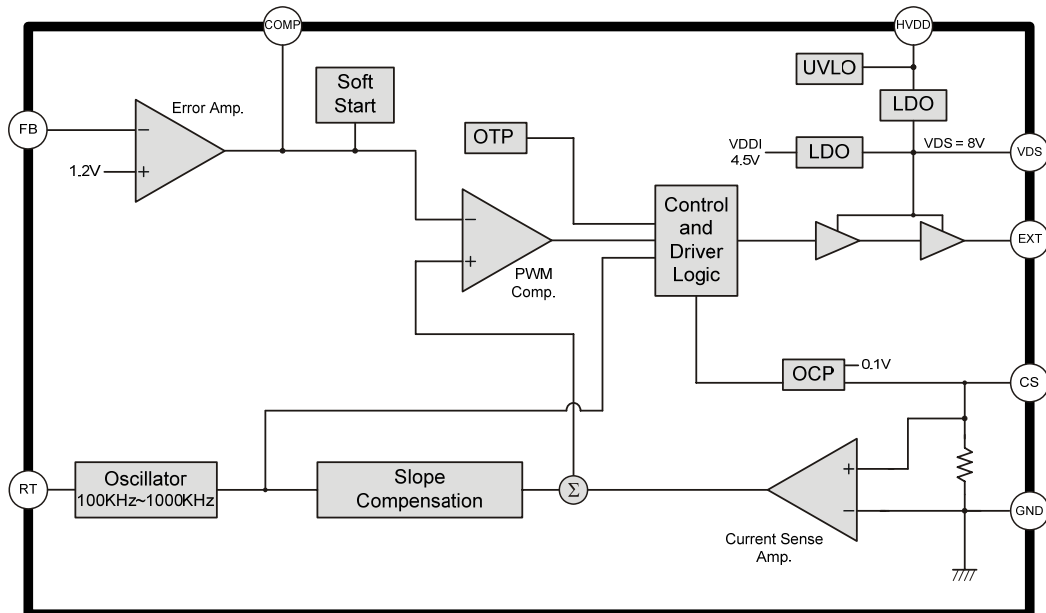 COMP
HVDD
UVLO
Soft
Start
LDO
Error Amp.
FB
OTP
VDDI
4.5V
LDO
VDS = 8V
VDS
1.2V
Control
and
Driver
Logic
EXT
PWM
Comp.
OCP
0.1V
CS
RT
Oscillator
100KHz~1000KHz
Slope
Compensation
Σ
GND
Current Sense
Amp.